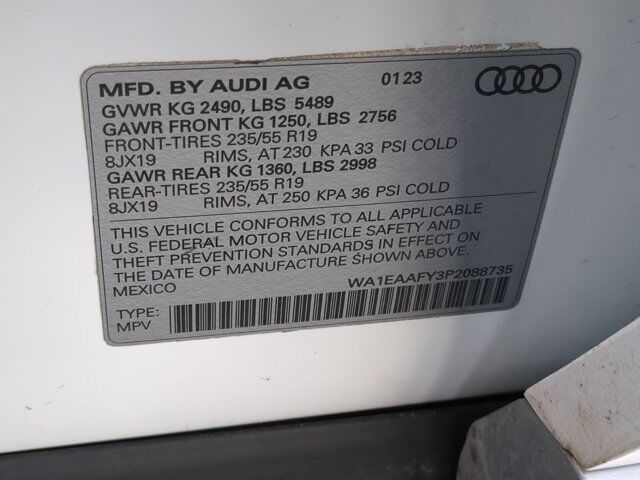 MFD. BY AUDI AG 0123
GVWR KG 2490, LBS 5489
GAWR FRONT KG 1250, LBS 2756
FRONT-TIRES 235/55 R19
8JX19 RIMS, AT 230 KPA 33 PSI COLD
GAWR REAR KG 1360, LBS 2998
REAR-TIRES 235/55 R19
8JX19 RIMS, AT 250 KPA 36 PSI COLD
THIS VEHICLE CONFORMS TO ALL APPLICABLE
U.S. FEDERAL MOTOR VEHICLE SAFETY AND
THEFT PREVENTION STANDARDS IN EFFECT ON
THE DATE OF MANUFACTURE SHOWN ABOVE.
MEXICO WA1EAAFY3P2088735
TYPE:
MPV